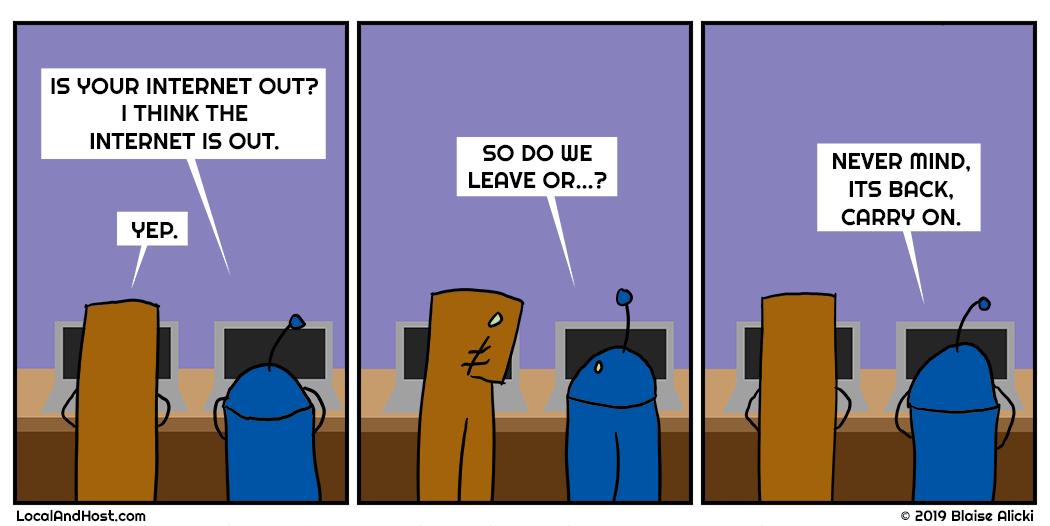 IS YOUR INTERNET OUT?
I THINK THE
INTERNET IS OUT.
YEP.
SO DO WE
LEAVE OR...?
NEVER MIND,
ITS BACK,
CARRY ON.
LocalAndHost.com
© 2019 Blaise Alicki